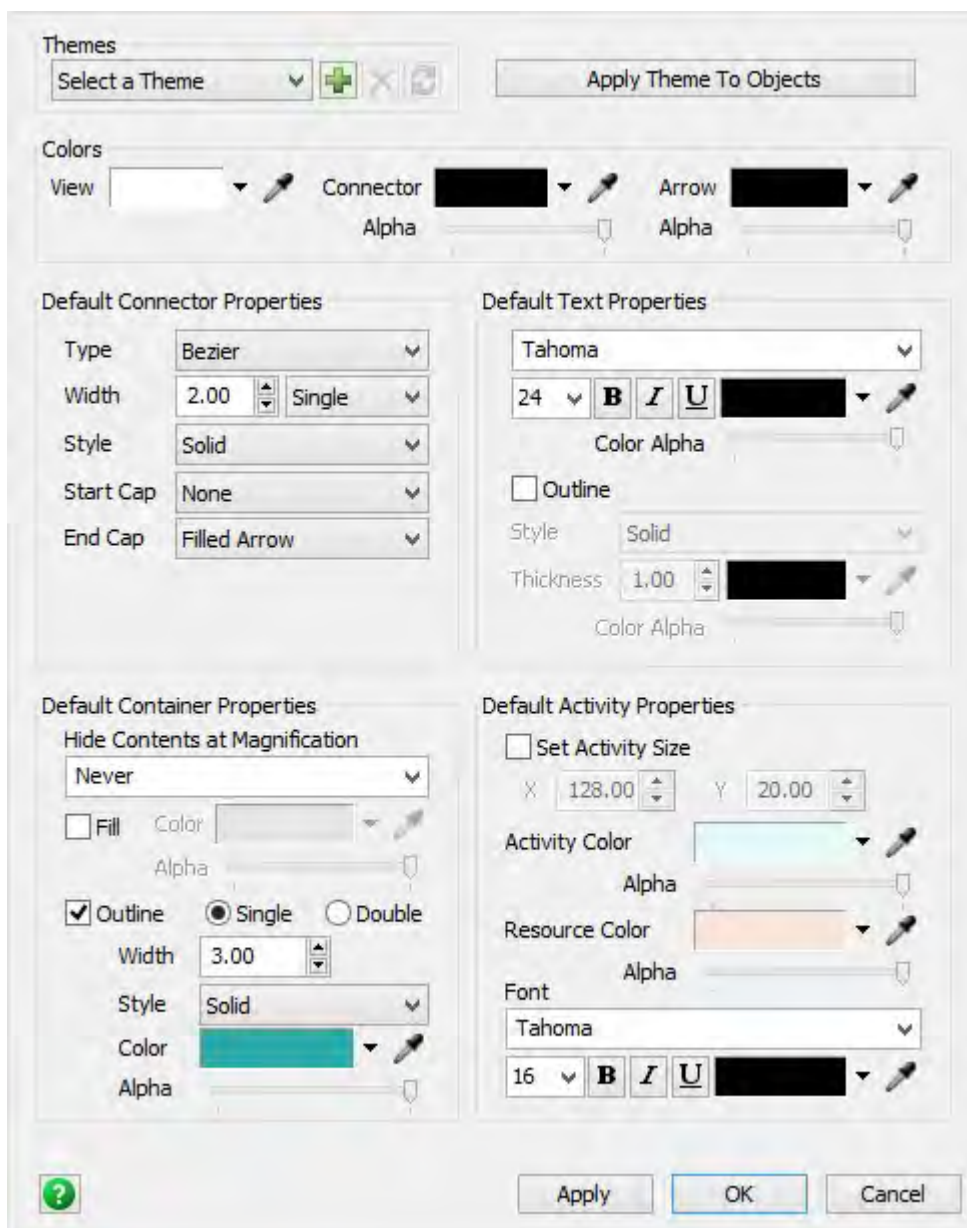 Themes
Select a Theme
Apply Theme To Objects
Colors
View Connector Arrow
Alpha Alpha
Default Connector Properties
Type Bezier
Width 2.00 Single
Style Solid
Start Cap None
End Cap Filled Arrow
Default Text Properties
Tahoma
24 B I U
Color Alpha
Outline
Style Solid
Thickness 1.00
Color Alpha
Default Container Properties
Hide Contents at Magnification
Never
Fill Color
Alpha
Outline Single Double
Width 3.00
Style Solid
Color
Alpha
Default Activity Properties
Set Activity Size
X 128.00 Y 20.00
Activity Color
Alpha
Resource Color
Alpha
Font
Tahoma
16 B I U
? Apply OK Cancel